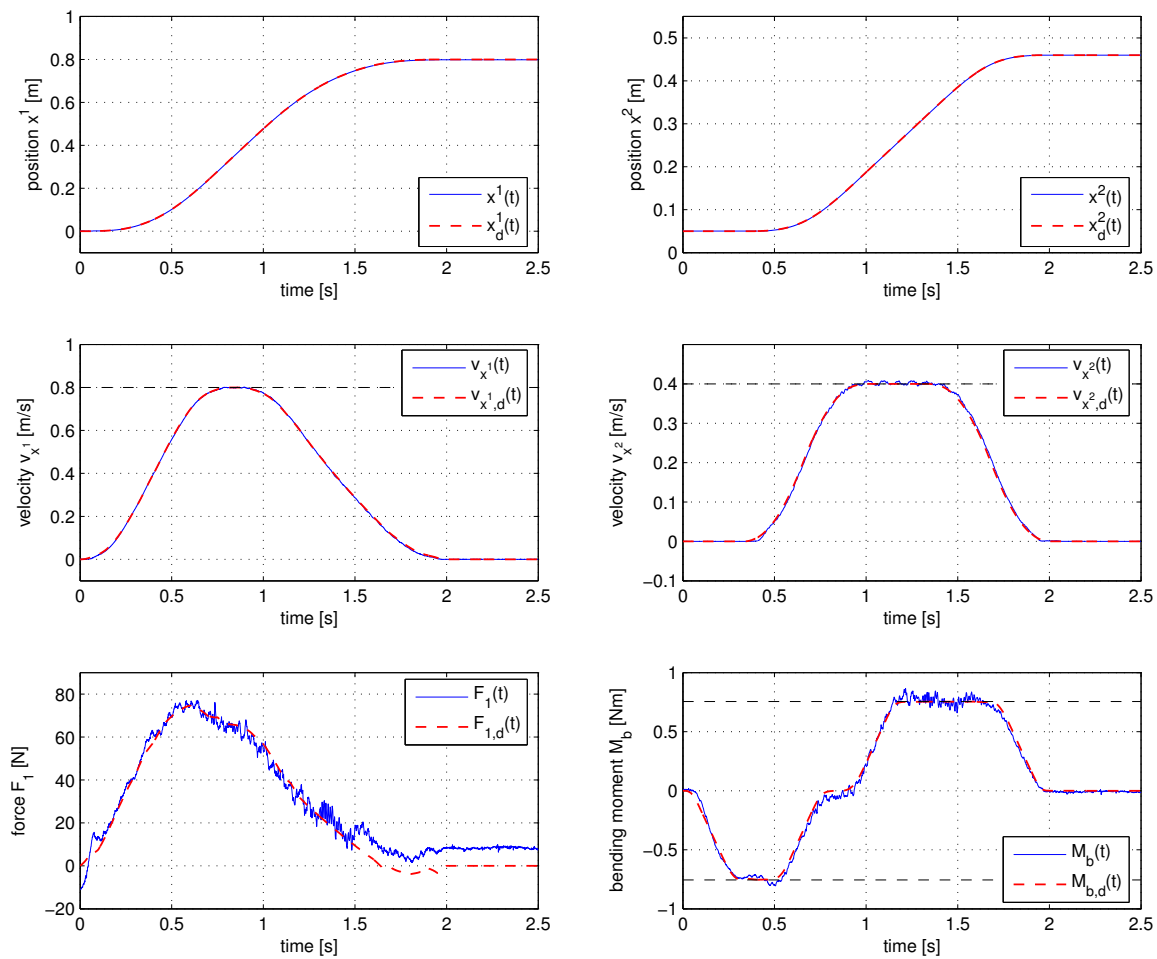 position x¹ [m]
1
0.8
0.6
0.4
0.2
0
x¹(t)
x_d¹(t)
0 0.5 1 1.5 2 2.5
time [s]
position x² [m]
0.5
0.4
0.3
0.2
0.1
0
x²(t)
x_d²(t)
0 0.5 1 1.5 2 2.5
time [s]
velocity v_x¹ [m/s]
1
0.8
0.6
0.4
0.2
0
v_x¹(t)
v_x¹,d(t)
0 0.5 1 1.5 2 2.5
time [s]
velocity v_x² [m/s]
0.4
0.3
0.2
0.1
0
−0.1
v_x²(t)
v_x²,d(t)
0 0.5 1 1.5 2 2.5
time [s]
force F₁ [N]
80
60
40
20
0
−20
F₁(t)
F₁,d(t)
0 0.5 1 1.5 2 2.5
time [s]
bending moment M_b [Nm]
1
0.5
0
−0.5
−1
M_b(t)
M_b,d(t)
0 0.5 1 1.5 2 2.5
time [s]